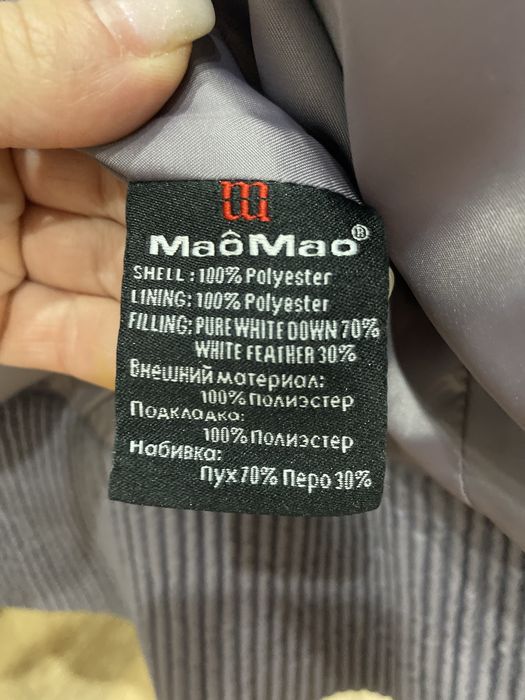 m
MaôMao®
SHELL : 100% Polyester
LINING: 100% Polyester
FILLING: PURE WHITE DOWN 70%
WHITE FEATHER 30%
Внешний материал:
100% Полиэстер
Подкладка:
100% Полиэстер
Набивка:
Пух 70% Перо 30%